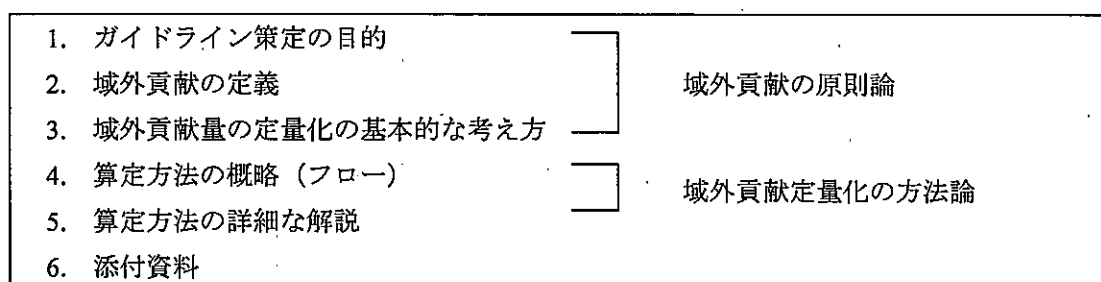 1. ガイドライン策定の目的
2. 域外貢献の定義
3. 域外貢献量の定量化の基本的な考え方
域外貢献の原則論
4. 算定方法の概略（フロー）
5. 算定方法の詳細な解説
域外貢献定量化の方法論
6. 添付資料